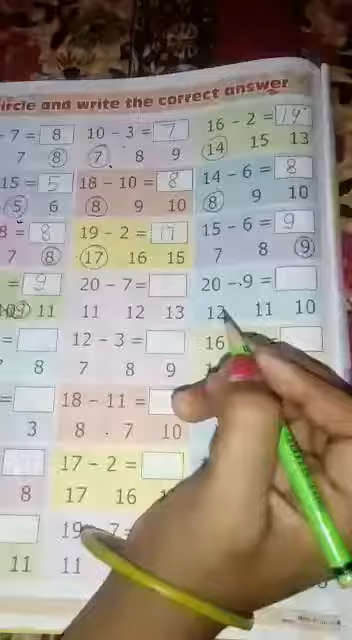 ircle and write the correct answer
- 7 = 8 10 - 3 = 7 16 - 2 = 14
7 8 7 8 9 14 15 13
15 = 5 18 - 10 = 8 14 - 6 = 8
5 6 8 9 10 8 9 10
8 = 8 19 - 2 = 17 15 - 6 = 9
7 8 17 16 15 7 8 9
= 9 20 - 7 = 20 - 9 =
11 11 12 13 12 11 10
= 12 - 3 = 16
8 7 8 9
= 18 - 11 =
3 8 7 10
17 - 2 =
8 17 16
19 - 7 =
11 11